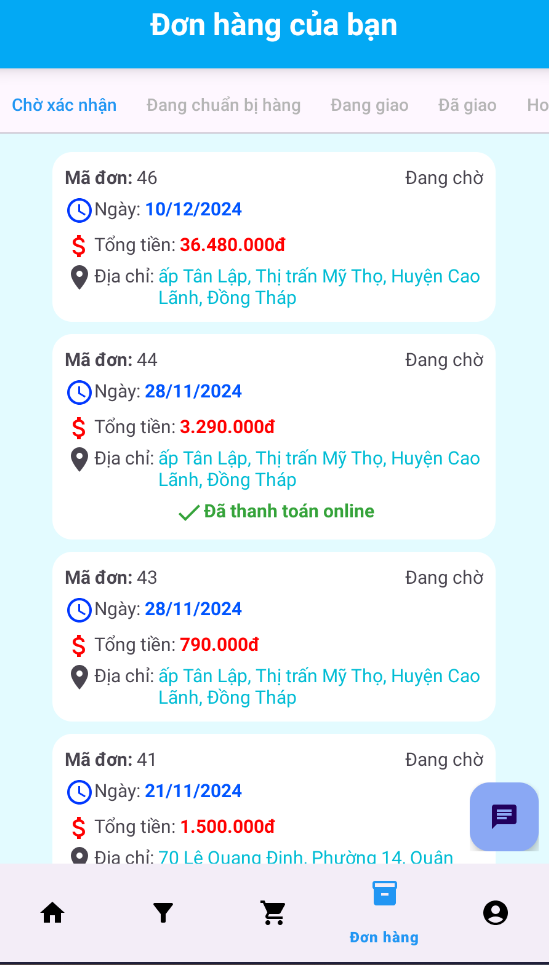 Đơn hàng của bạn
Chờ xác nhận Đang chuẩn bị hàng Đang giao Đã giao Ho
Mã đơn: 46 Đang chờ
Ngày: 10/12/2024
Tổng tiền: 36.480.000đ
Địa chỉ: ấp Tân Lập, Thị trấn Mỹ Thọ, Huyện Cao
Lãnh, Đồng Tháp
Mã đơn: 44 Đang chờ
Ngày: 28/11/2024
Tổng tiền: 3.290.000đ
Địa chỉ: ấp Tân Lập, Thị trấn Mỹ Thọ, Huyện Cao
Lãnh, Đồng Tháp
Đã thanh toán online
Mã đơn: 43 Đang chờ
Ngày: 28/11/2024
Tổng tiền: 790.000đ
Địa chỉ: ấp Tân Lập, Thị trấn Mỹ Thọ, Huyện Cao
Lãnh, Đồng Tháp
Mã đơn: 41 Đang chờ
Ngày: 21/11/2024
Tổng tiền: 1.500.000đ
Địa chỉ: 70 Lê Quang Định, Phường 14, Quận
Đơn hàng